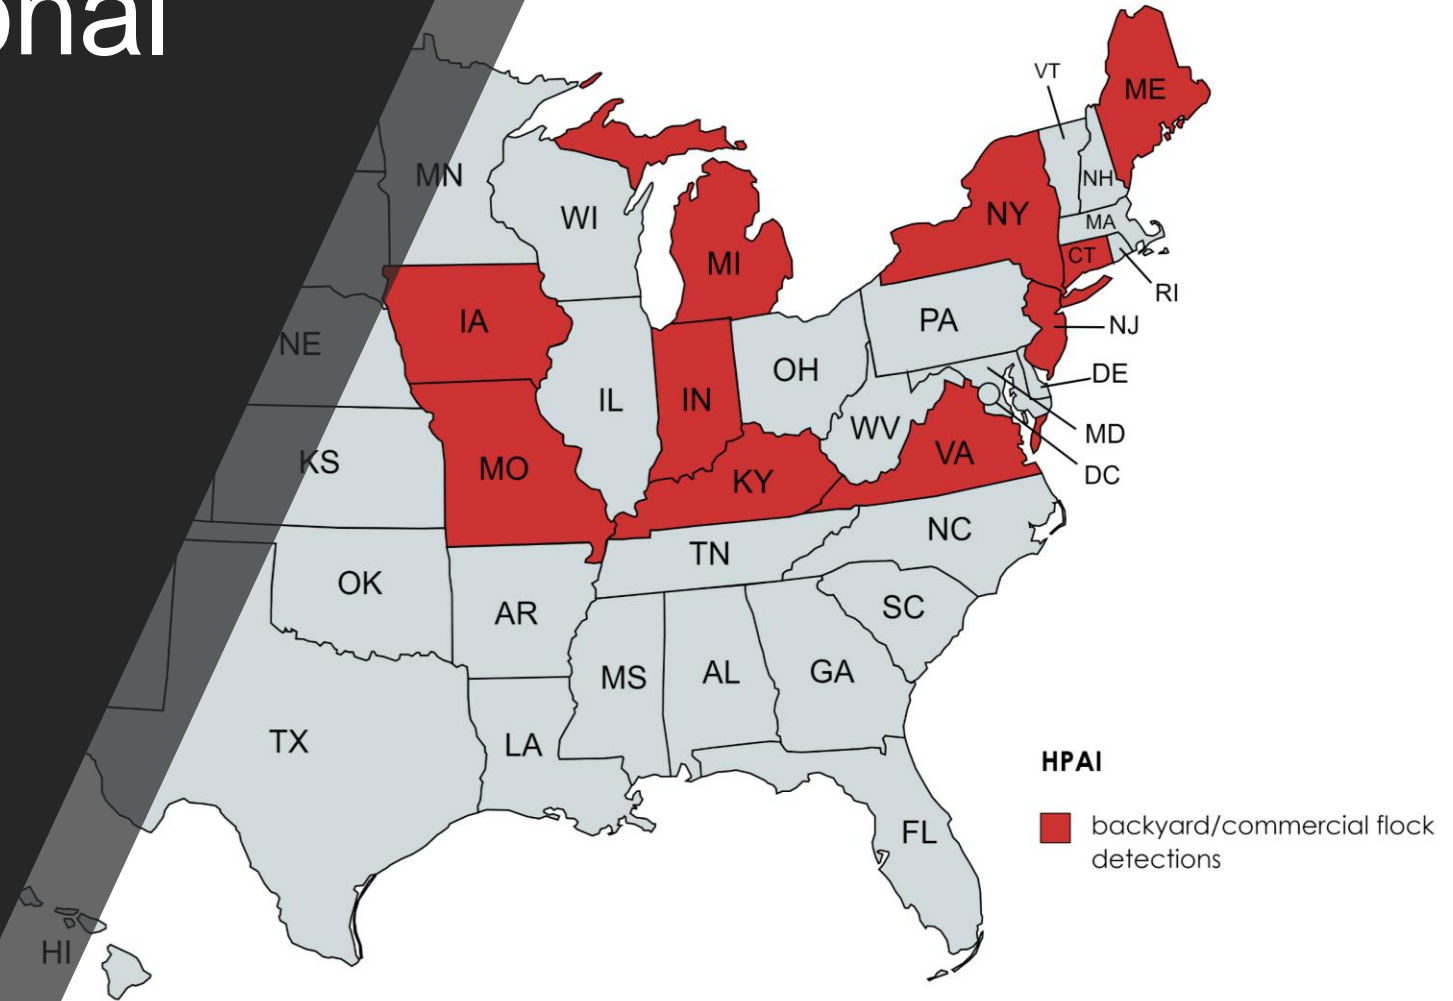 onal
VT
ME
MN
NH
WI
NY
MA
MI
CT
RI
IA
PA
NJ
NE
OH
DE
IL
IN
WV
MD
KS
MO
KY
VA
DC
NC
TN
OK
AR
SC
MS
AL
GA
TX
LA
HPAI
FL
backyard/commercial flock
detections
HI